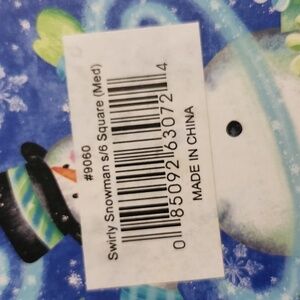 #9060
Swirly Snowman s/6 Square (Med)
0 85092 63072 4
MADE IN CHINA